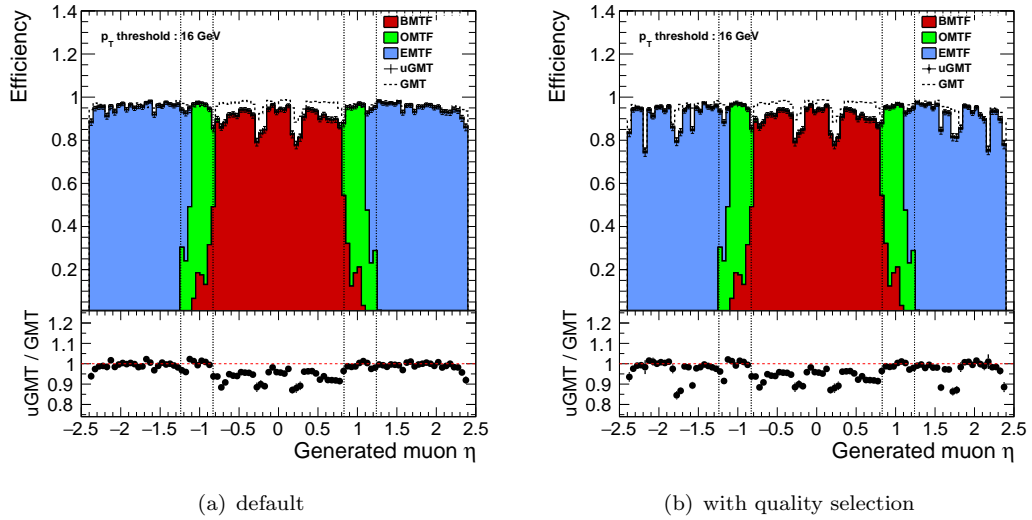 1.4
1.2
1
0.8
0.6
0.4
0.2
Efficiency
p_T threshold : 16 GeV
BMTF
OMTF
EMTF
uGMT
GMT
1.2
1.1
1
0.9
0.8
uGMT / GMT
−2.5 −2 −1.5 −1 −0.5 0 0.5 1 1.5 2 2.5
Generated muon η
(a) default
1.4
1.2
1
0.8
0.6
0.4
0.2
Efficiency
p_T threshold : 16 GeV
BMTF
OMTF
EMTF
uGMT
GMT
1.2
1.1
1
0.9
0.8
uGMT / GMT
−2.5 −2 −1.5 −1 −0.5 0 0.5 1 1.5 2 2.5
Generated muon η
(b) with quality selection